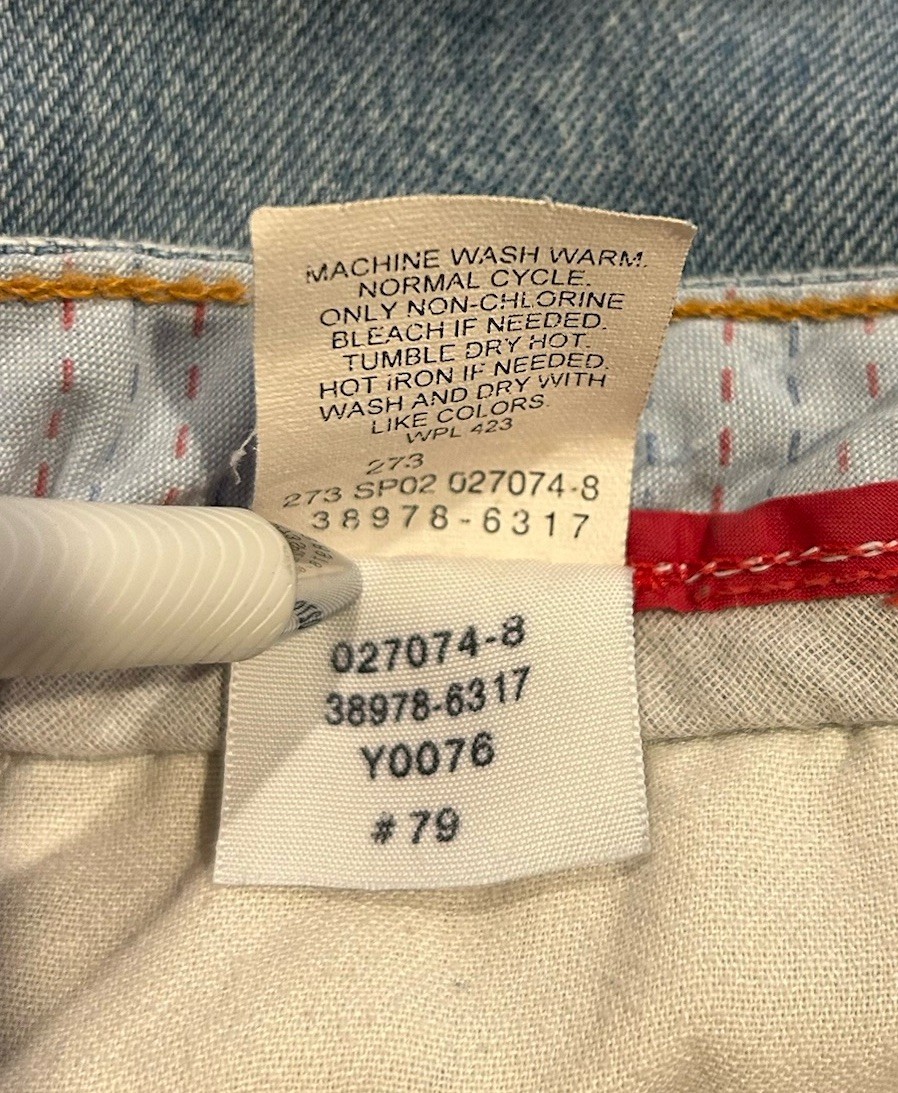 MACHINE WASH WARM.
NORMAL CYCLE.
ONLY NON-CHLORINE
BLEACH IF NEEDED.
TUMBLE DRY HOT.
HOT IRON IF NEEDED.
WASH AND DRY WITH
LIKE COLORS.
WPL 423
273
273 SP02 027074-8
38978-6317
027074-8
38978-6317
Y0076
# 79